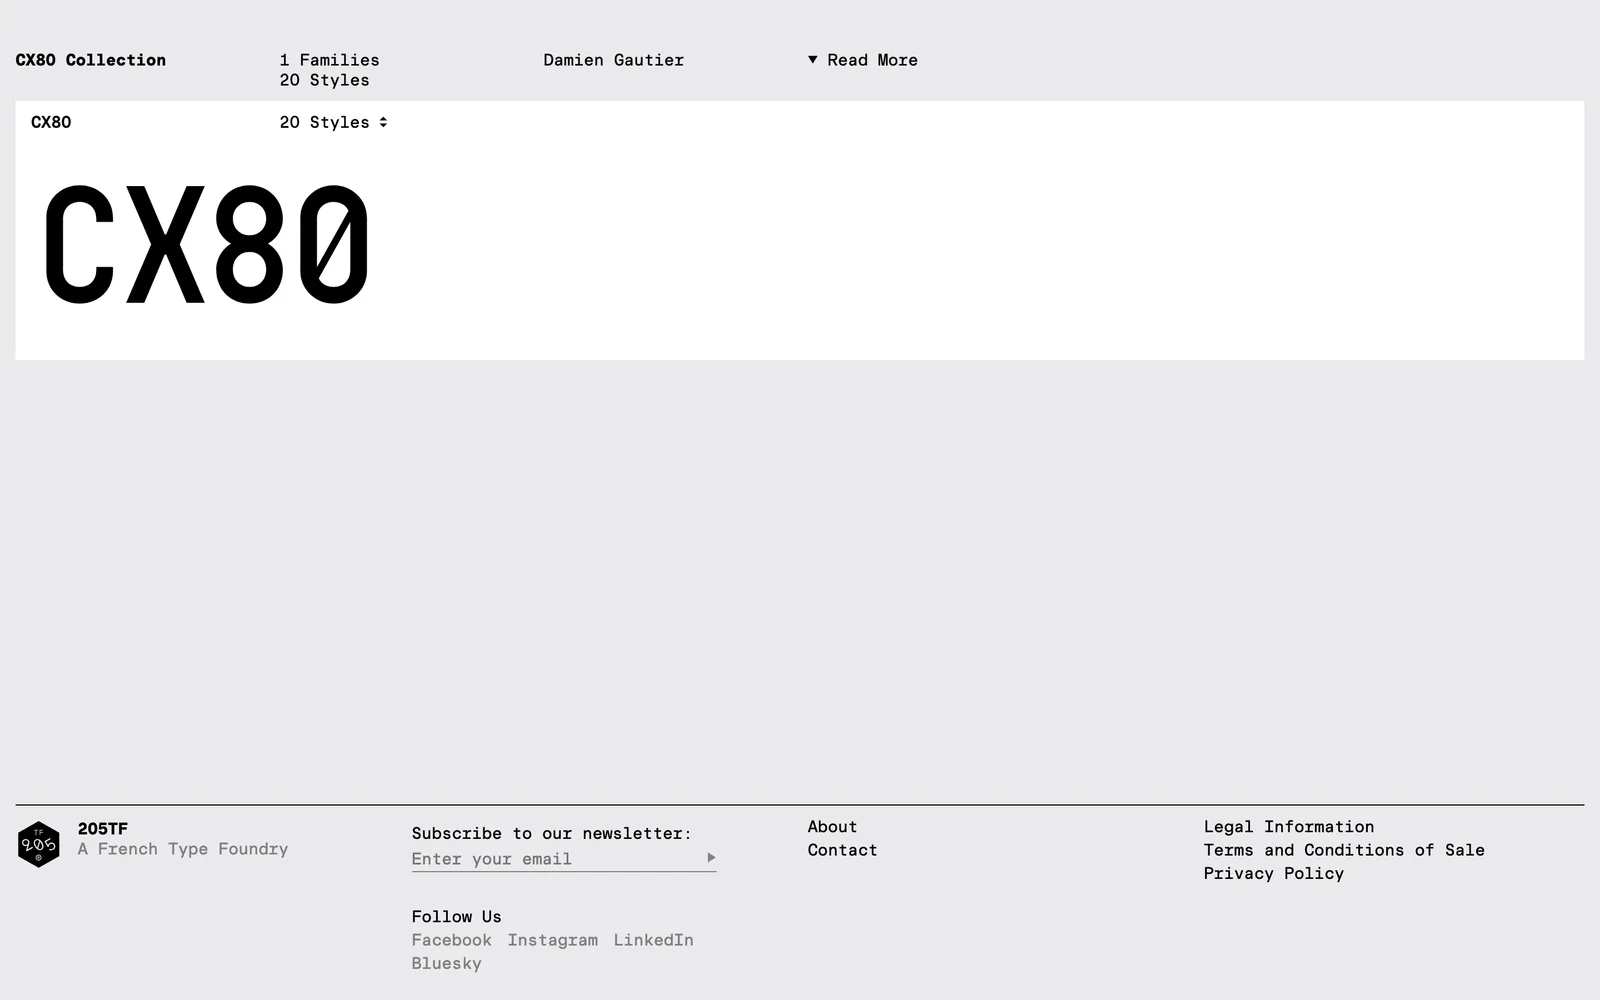 CX80 Collection
1 Families
20 Styles
Damien Gautier
▼ Read More
CX80
20 Styles
CX80
TF
205
205TF
A French Type Foundry
Subscribe to our newsletter:
Enter your email
Follow Us
Facebook Instagram LinkedIn
Bluesky
About
Contact
Legal Information
Terms and Conditions of Sale
Privacy Policy